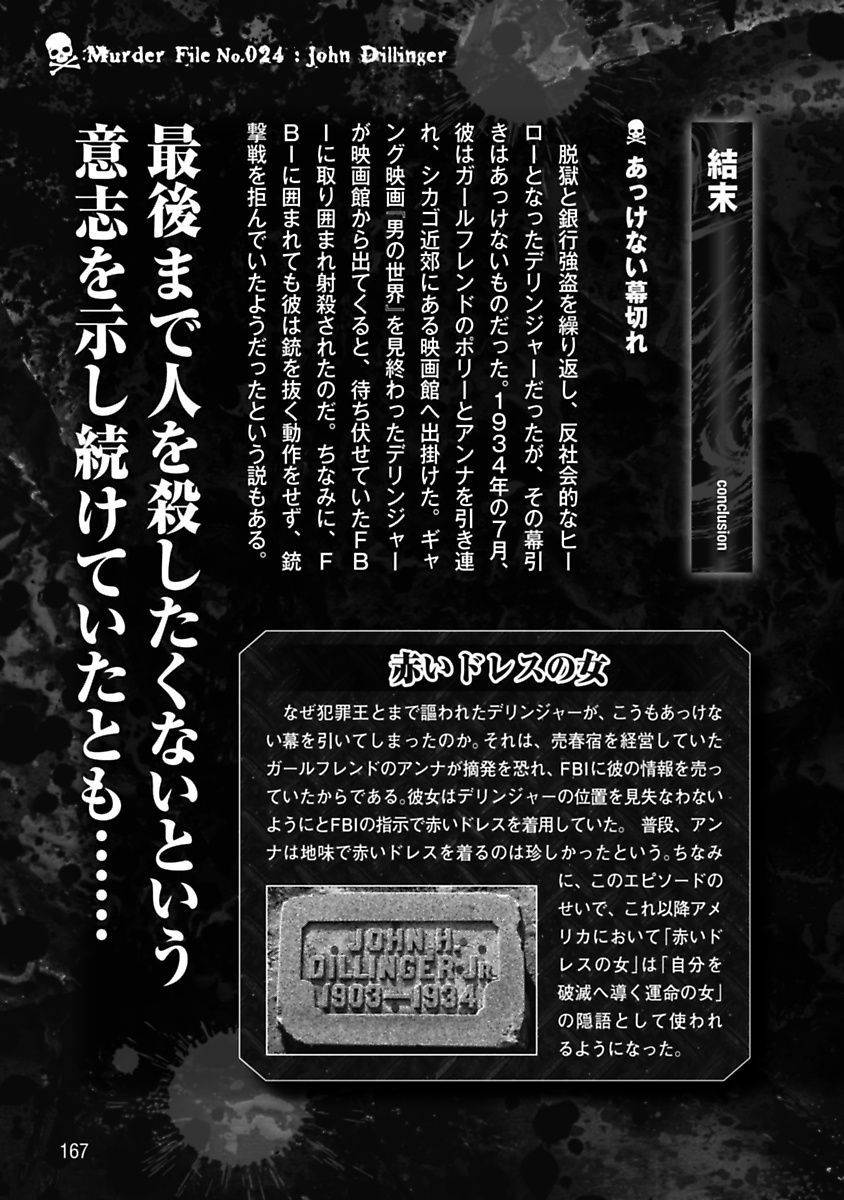 Murder File No.024 : John Dillinger
結末
conclusion
あっけない幕切れ
脱獄と銀行強盗を繰り返し、反社会的なヒー
ローとなったデリンジャーだったが、その幕引
きはあっけないものだった。1934年の7月、
彼はガールフレンドのポリーとアンナを引き連
れ、シカゴ近郊にある映画館へ出掛けた。ギャ
ング映画『男の世界』を見終わったデリンジャー
が映画館から出てくると、待ち伏せていたFB
Iに取り囲まれ射殺されたのだ。ちなみに、F
BIに囲まれても彼は銃を抜く動作をせず、銃
撃戦を拒んでいたようだったという説もある。
最後まで人を殺したくないという
意志を示し続けていたとも……
赤いドレスの女
なぜ犯罪王とまで謳われたデリンジャーが、こうもあっけな
い幕を引いてしまったのか。それは、売春宿を経営していた
ガールフレンドのアンナが摘発を恐れ、FBIに彼の情報を売っ
ていたからである。彼女はデリンジャーの位置を見失なわない
ようにとFBIの指示で赤いドレスを着用していた。 普段、アン
ナは地味で赤いドレスを着るのは珍しかったという。ちなみ
に、このエピソードの
せいで、これ以降アメ
リカにおいて「赤いド
レスの女」は「自分を
破滅へ導く運命の女」
の隠語として使われ
るようになった。
JOHN H.
DILLINGER JR.
1903—1934
167